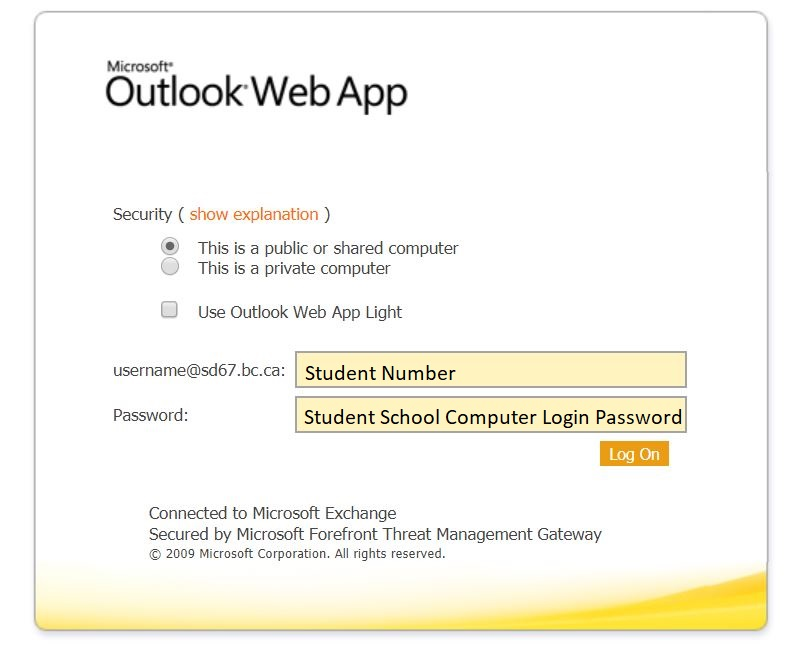 Microsoft®
Outlook® Web App
Security ( show explanation )
This is a public or shared computer
This is a private computer
Use Outlook Web App Light
username@sd67.bc.ca: Student Number
Password: Student School Computer Login Password
Log On
Connected to Microsoft Exchange
Secured by Microsoft Forefront Threat Management Gateway
© 2009 Microsoft Corporation. All rights reserved.